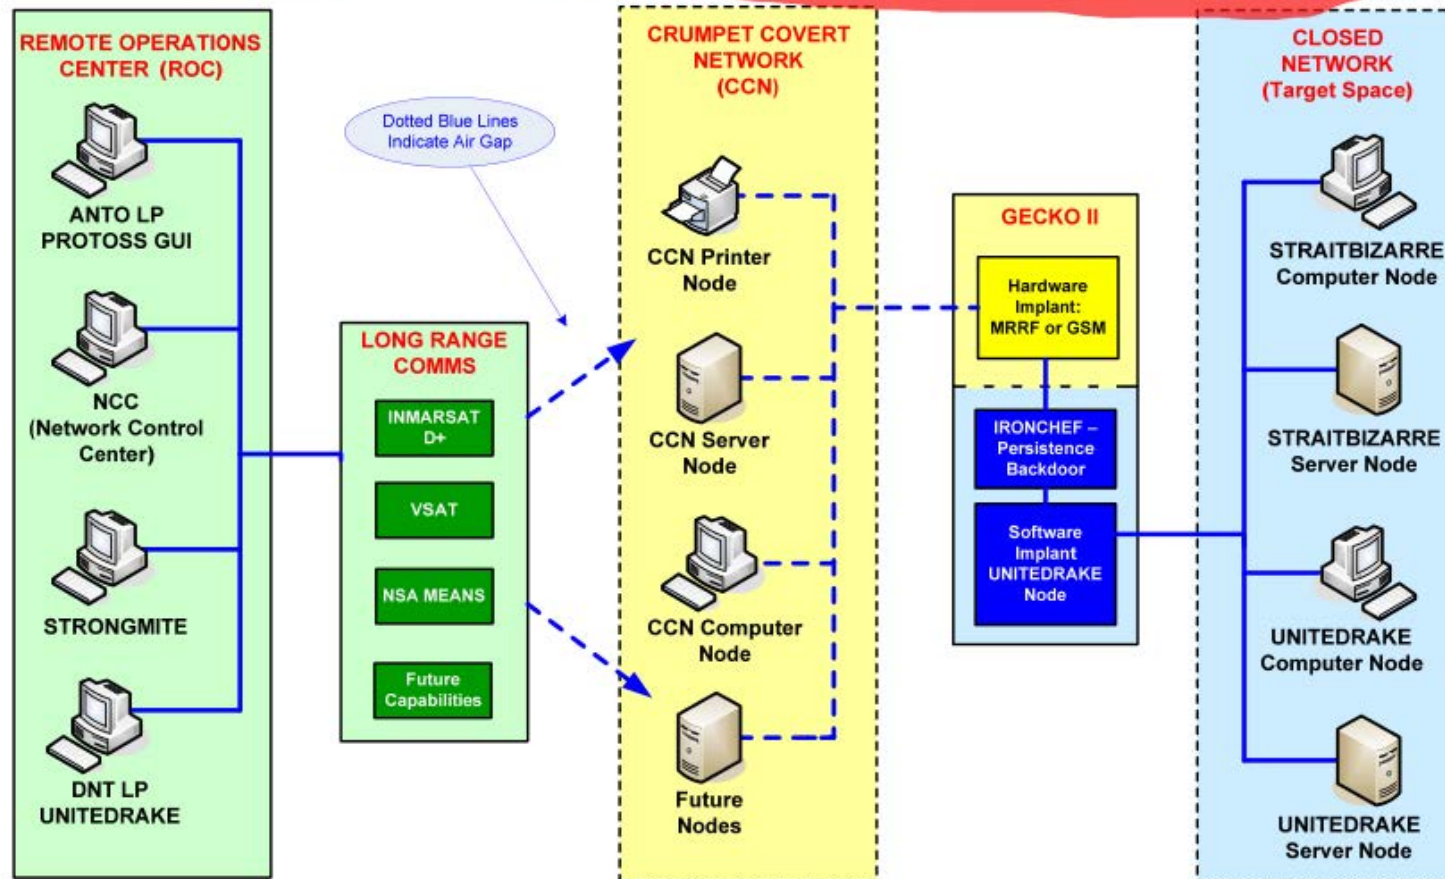 REMOTE OPERATIONS
CENTER (ROC)
ANTO LP
PROTOSS GUI
NCC
(Network Control
Center)
STRONGMITE
DNT LP
UNITEDRAKE
Dotted Blue Lines
Indicate Air Gap
LONG RANGE
COMMS
INMARSAT
D+
VSAT
NSA MEANS
Future
Capabilities
CRUMPET COVERT
NETWORK
(CCN)
CCN Printer
Node
CCN Server
Node
CCN Computer
Node
Future
Nodes
GECKO II
Hardware
Implant:
MRRF or GSM
IRONCHEF –
Persistence
Backdoor
Software
Implant
UNITEDRAKE
Node
CLOSED
NETWORK
(Target Space)
STRAITBIZARRE
Computer Node
STRAITBIZARRE
Server Node
UNITEDRAKE
Computer Node
UNITEDRAKE
Server Node